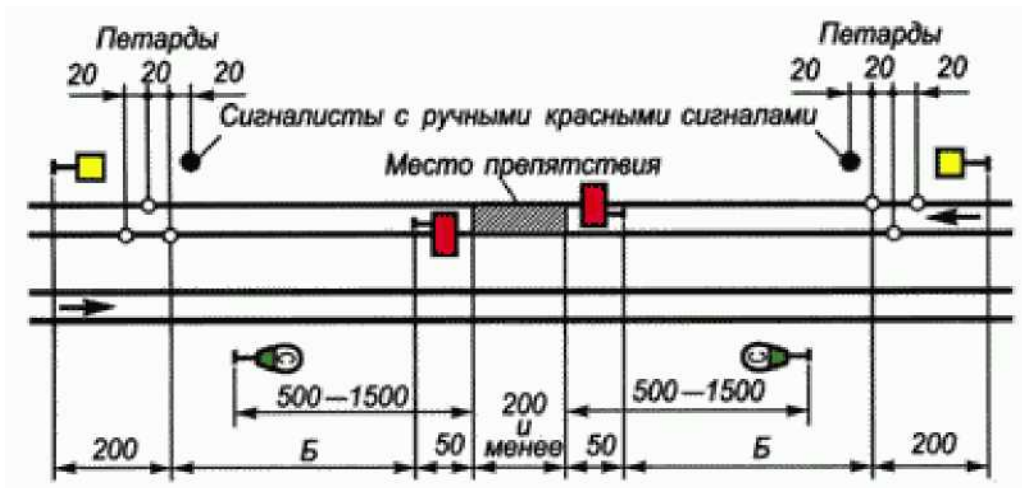 Петарды
Петарды
20 20 20
20 20 20
Сигналисты с ручными красными сигналами
Место препятствия
С
С
500—1500
200
и
менее
500—1500
200
Б
50
50
Б
200